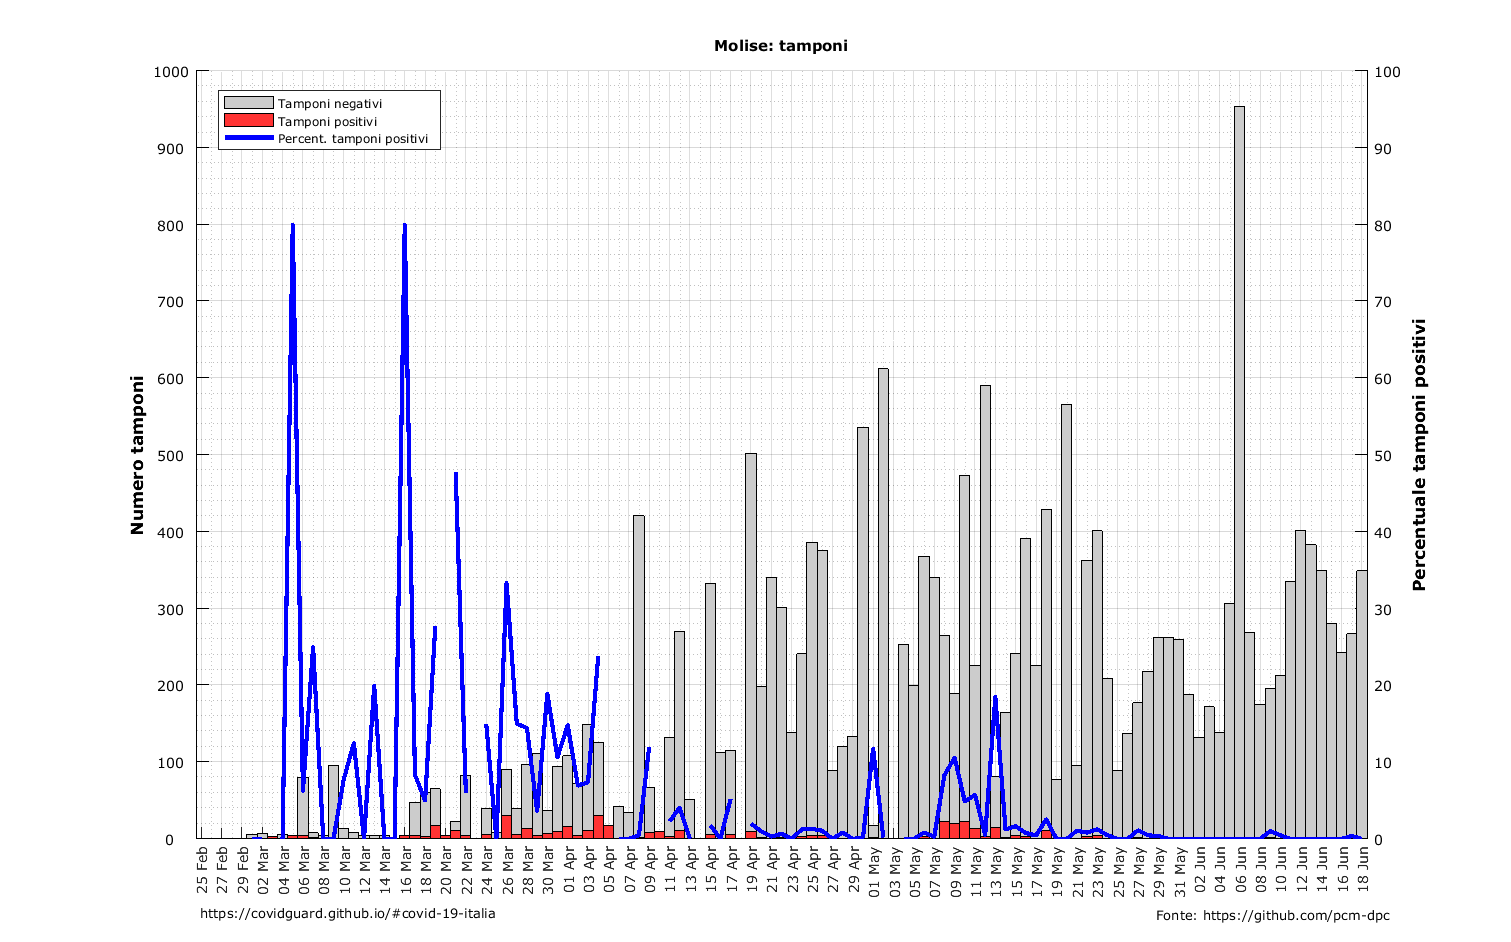 Molise: tamponi
Tamponi negativi
Tamponi positivi
Percent. tamponi positivi
Numero tamponi
1000
900
800
700
600
500
400
300
200
100
0
100
90
80
70
60
50
40
30
20
10
0
Percentuale tamponi positivi
25 Feb
27 Feb
29 Feb
02 Mar
04 Mar
06 Mar
08 Mar
10 Mar
12 Mar
14 Mar
16 Mar
18 Mar
20 Mar
22 Mar
24 Mar
26 Mar
28 Mar
30 Mar
01 Apr
03 Apr
05 Apr
07 Apr
09 Apr
11 Apr
13 Apr
15 Apr
17 Apr
19 Apr
21 Apr
23 Apr
25 Apr
27 Apr
29 Apr
01 May
03 May
05 May
07 May
09 May
11 May
13 May
15 May
17 May
19 May
21 May
23 May
25 May
27 May
29 May
31 May
02 Jun
04 Jun
06 Jun
08 Jun
10 Jun
12 Jun
14 Jun
16 Jun
18 Jun
https://covidguard.github.io/#covid-19-italia
Fonte: https://github.com/pcm-dpc